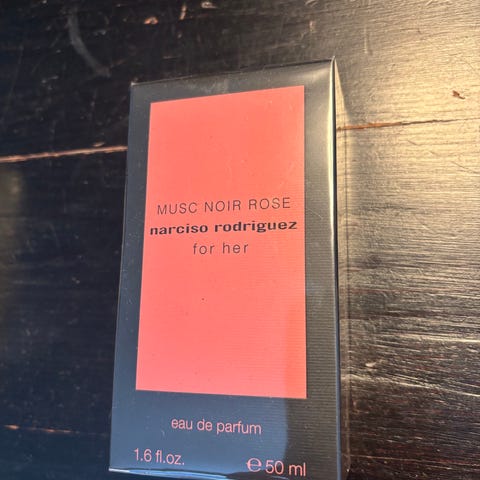 MUSC NOIR ROSE
narciso rodriguez
for her
eau de parfum
1.6 fl.oz. ℮ 50 ml